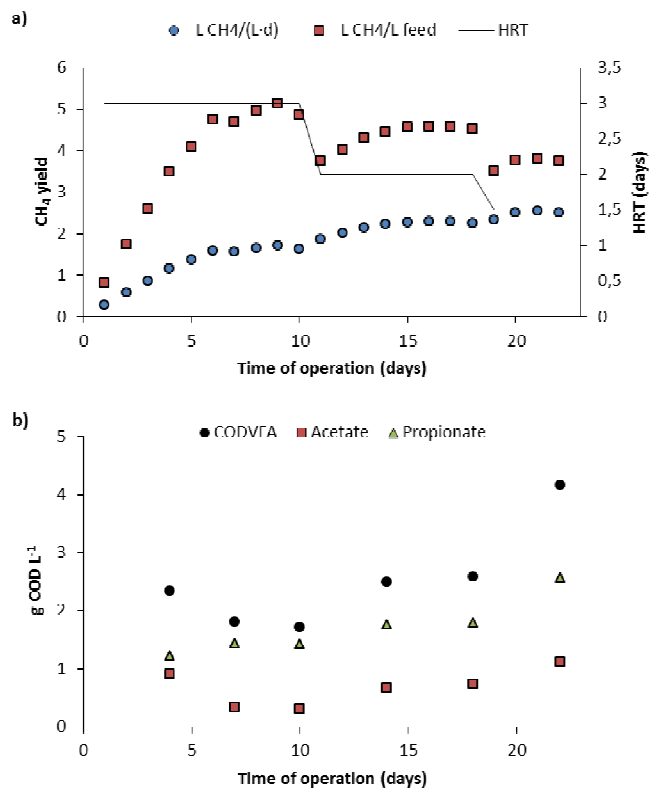 a)
L CH4/(L·d) L CH4/L feed HRT
6 3,5
5 3
4 2,5
3 2
2 1,5
1 1
0 0,5
0
CH4 yield
HRT (days)
0 5 10 15 20
Time of operation (days)
b)
CODVFA Acetate Propionate
5
4
3
2
1
0
g COD L-1
0 5 10 15 20
Time of operation (days)